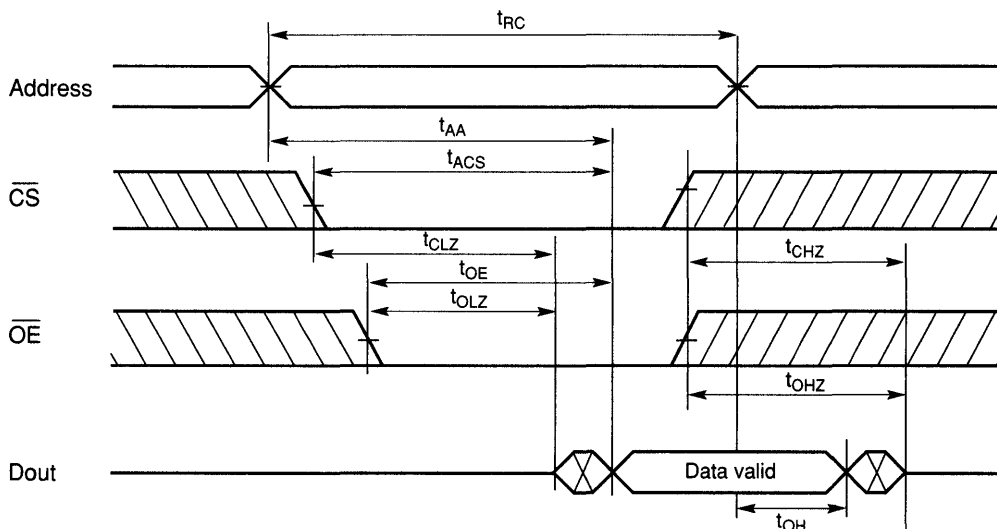 tRC
Address
tAA
tACS
CS
tCLZ
tCHZ
tOE
tOLZ
OE
tOHZ
Dout
Data valid
tOH